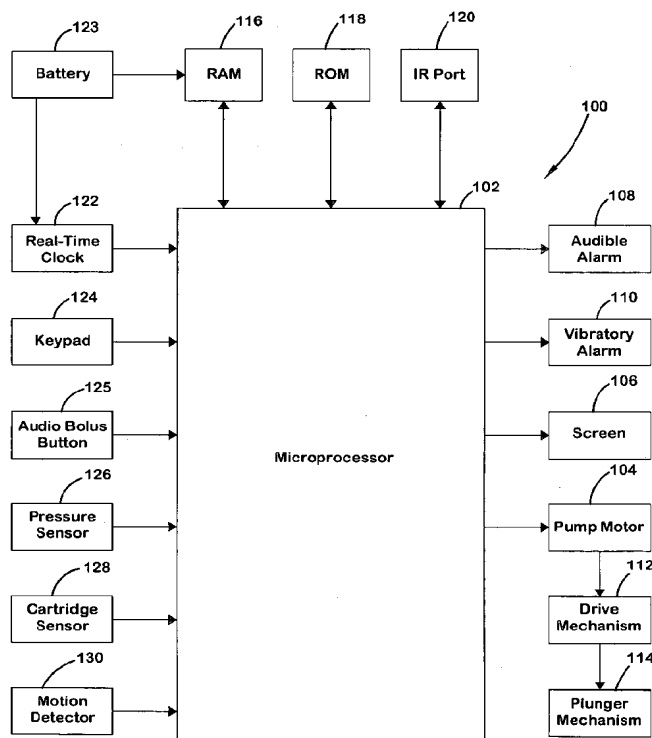 123
116
118
120
Battery
RAM
ROM
IR Port
100
122
102
108
Real-Time
Clock
Audible
Alarm
124
110
Keypad
Vibratory
Alarm
125
106
Audio Bolus
Button
Screen
Microprocessor
126
104
Pressure
Sensor
Pump Motor
128
112
Cartridge
Sensor
Drive
Mechanism
130
114
Motion
Detector
Plunger
Mechanism